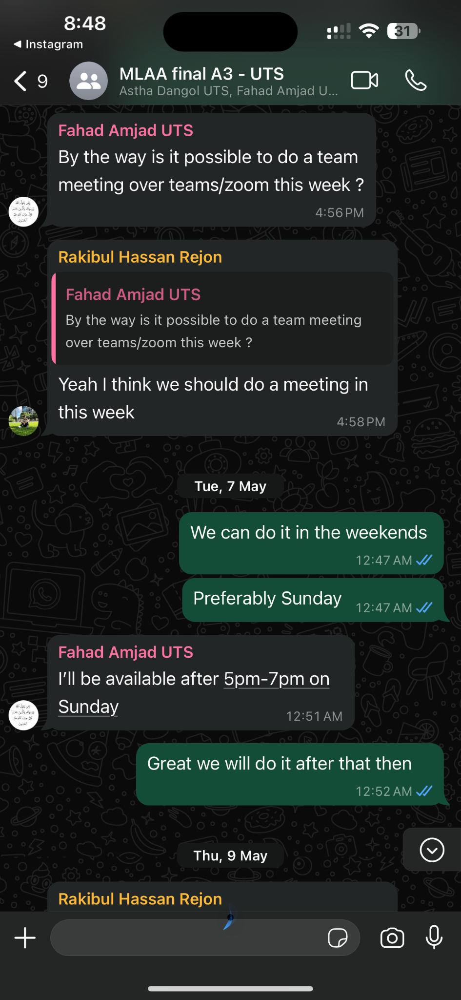 8:48
31
◀ Instagram
9
MLAA final A3 - UTS
Astha Dangol UTS, Fahad Amjad U...
Fahad Amjad UTS
By the way is it possible to do a team
meeting over teams/zoom this week ?
4:56 PM
Rakibul Hassan Rejon
Fahad Amjad UTS
By the way is it possible to do a team meeting
over teams/zoom this week ?
Yeah I think we should do a meeting in
this week
4:58 PM
Tue, 7 May
We can do it in the weekends
12:47 AM
Preferably Sunday
12:47 AM
Fahad Amjad UTS
I'll be available after 5pm-7pm on
Sunday
12:51 AM
Great we will do it after that then
12:52 AM
Thu, 9 May
Rakibul Hassan Rejon